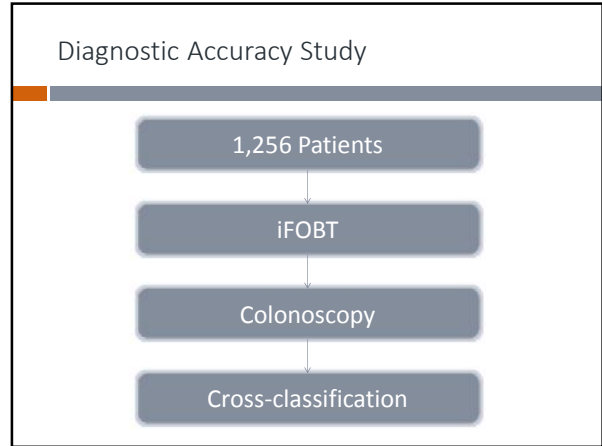 Diagnostic Accuracy Study
1,256 Patients
iFOBT
Colonoscopy
Cross-classification